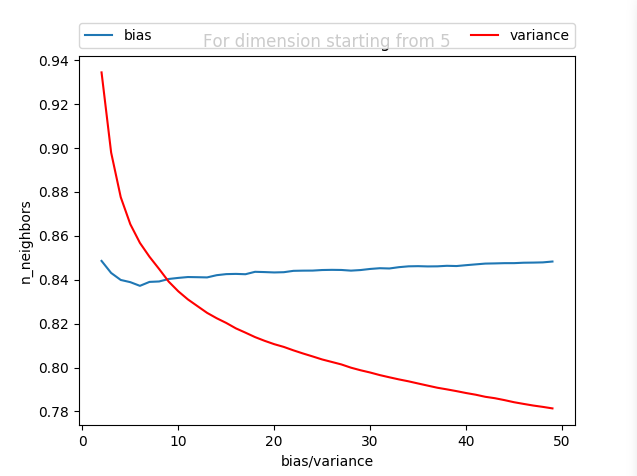 bias
variance
For dimension starting from 5
0.94
0.92
0.90
0.88
0.86
0.84
0.82
0.80
0.78
n_neighbors
0 10 20 30 40 50
bias/variance